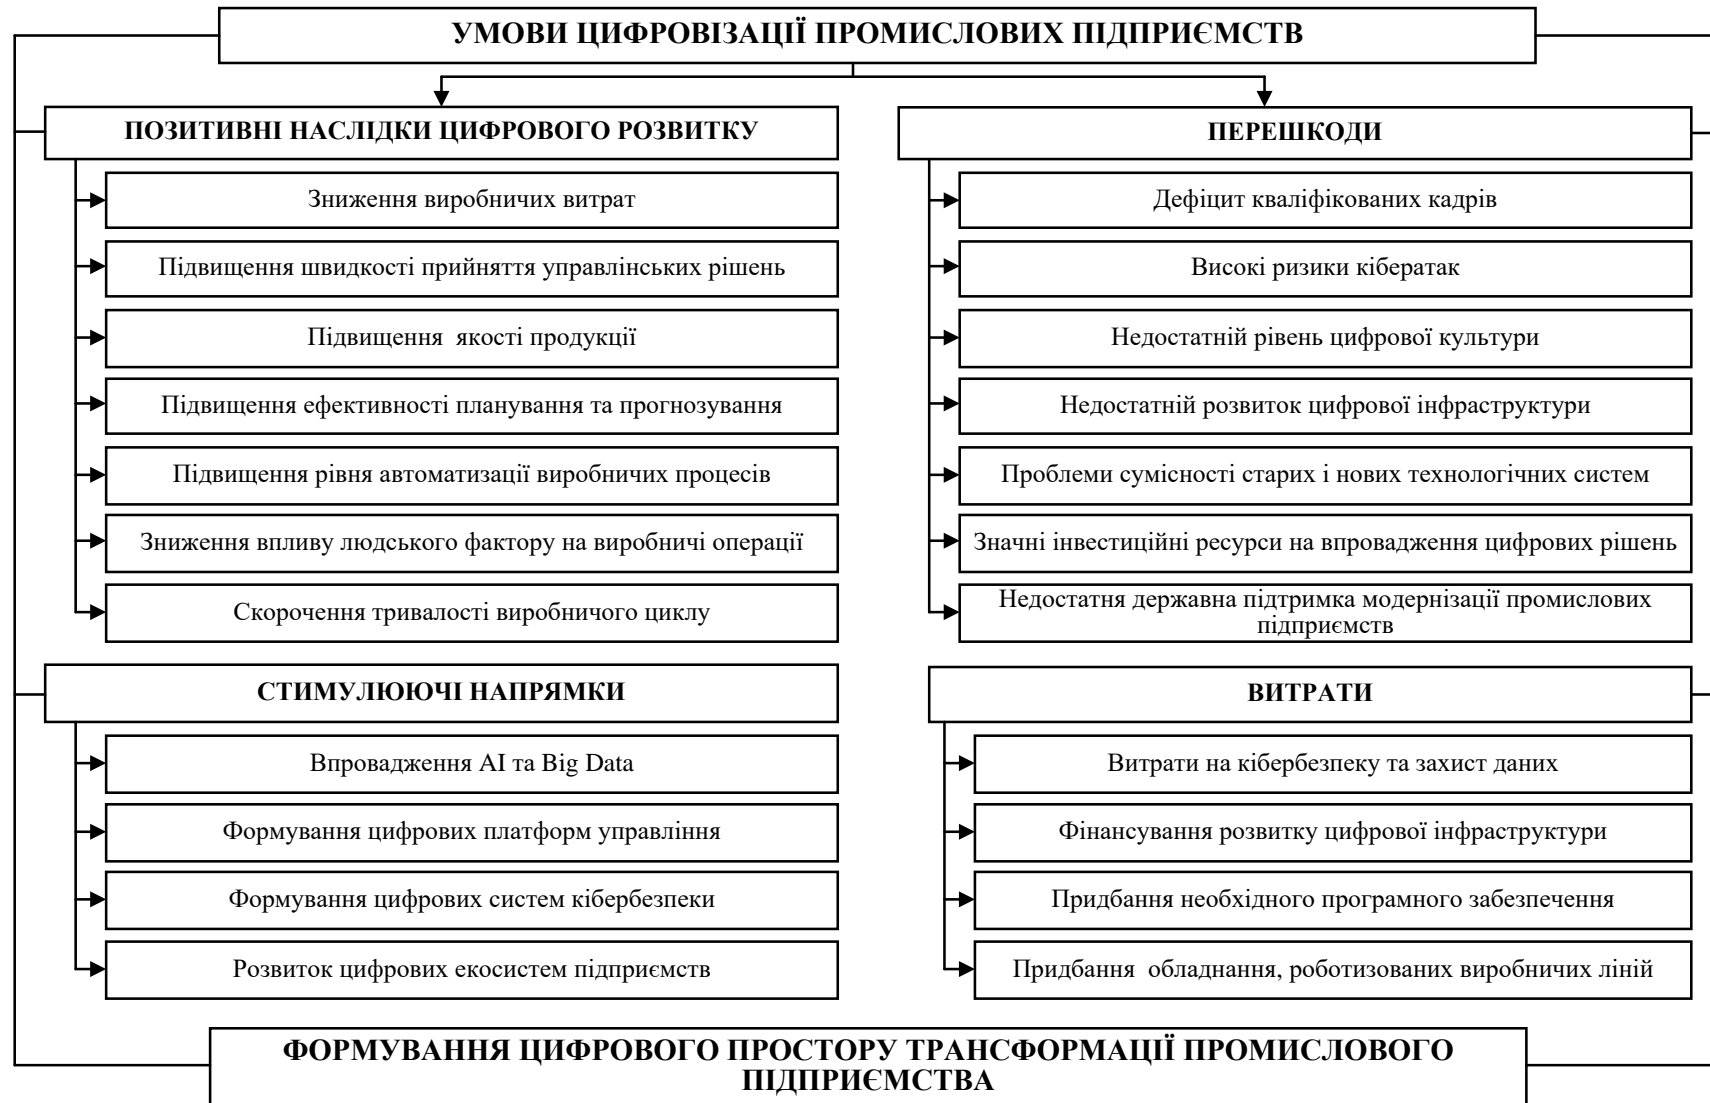 УМОВИ ЦИФРОВІЗАЦІЇ ПРОМИСЛОВИХ ПІДПРИЄМСТВ
ПОЗИТИВНІ НАСЛІДКИ ЦИФРОВОГО РОЗВИТКУ
Зниження виробничих витрат
Підвищення швидкості прийняття управлінських рішень
Підвищення якості продукції
Підвищення ефективності планування та прогнозування
Підвищення рівня автоматизації виробничих процесів
Зниження впливу людського фактору на виробничі операції
Скорочення тривалості виробничого циклу
ПЕРЕШКОДИ
Дефіцит кваліфікованих кадрів
Високі ризики кібератак
Недостатній рівень цифрової культури
Недостатній розвиток цифрової інфраструктури
Проблеми сумісності старих і нових технологічних систем
Значні інвестиційні ресурси на впровадження цифрових рішень
Недостатня державна підтримка модернізації промислових
підприємств
СТИМУЛЮЮЧІ НАПРЯМКИ
Впровадження AI та Big Data
Формування цифрових платформ управління
Формування цифрових систем кібербезпеки
Розвиток цифрових екосистем підприємств
ВИТРАТИ
Витрати на кібербезпеку та захист даних
Фінансування розвитку цифрової інфраструктури
Придбання необхідного програмного забезпечення
Придбання обладнання, роботизованих виробничих ліній
ФОРМУВАННЯ ЦИФРОВОГО ПРОСТОРУ ТРАНСФОРМАЦІЇ ПРОМИСЛОВОГО
ПІДПРИЄМСТВА